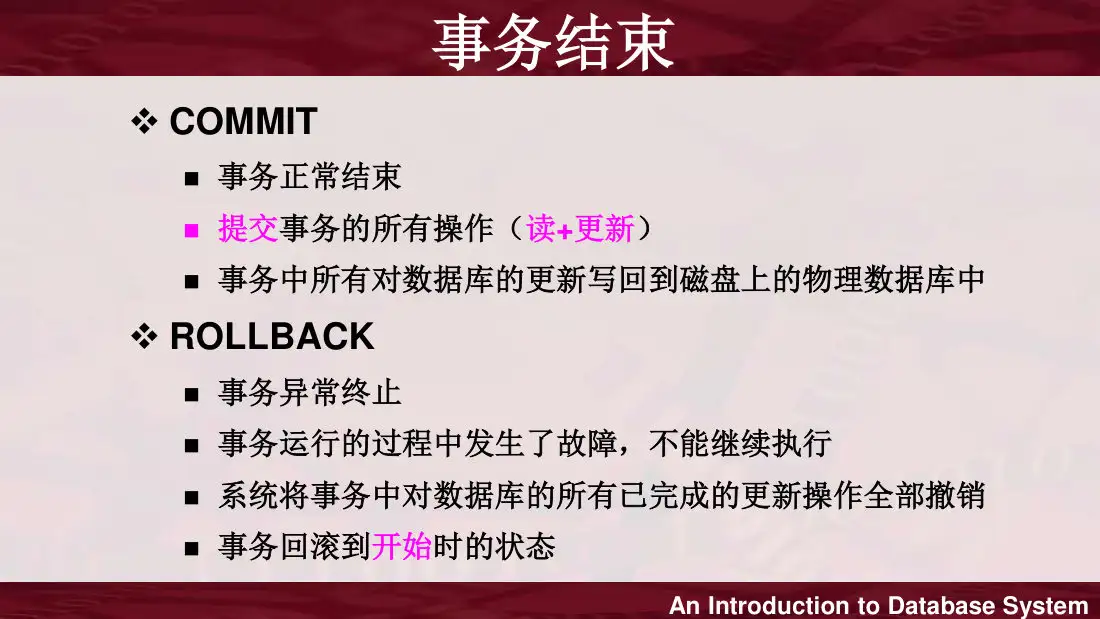 事务结束
❖ COMMIT
■ 事务正常结束
■ 提交事务的所有操作（读+更新）
■ 事务中所有对数据库的更新写回到磁盘上的物理数据库中
❖ ROLLBACK
■ 事务异常终止
■ 事务运行的过程中发生了故障，不能继续执行
■ 系统将事务中对数据库的所有已完成的更新操作全部撤销
■ 事务回滚到开始时的状态
An Introduction to Database System